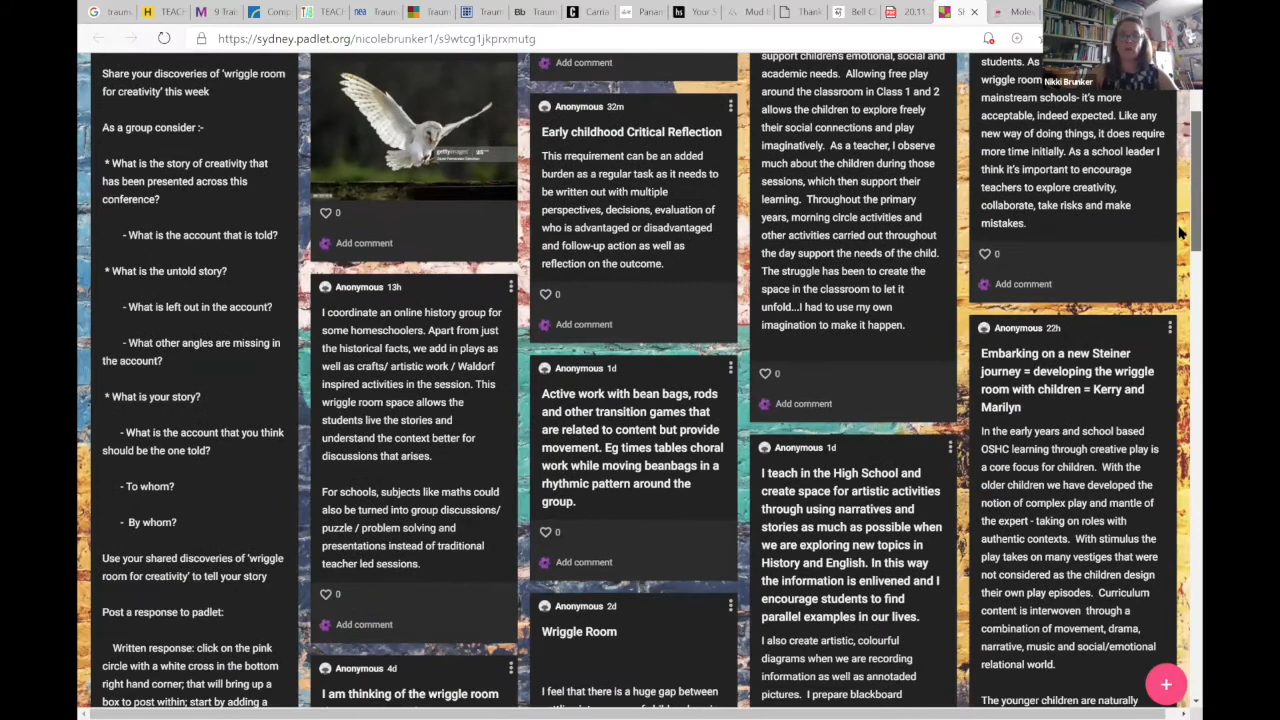 traum
TEACH
9 Trai
Comp
TEACH
Traum
Traum
Traum
Bb Traum
Carria
Panam
Your S
Mud
Thank
Bell C
20.11.
Sh
Molev
https://sydney.padlet.org/nicolebrunker1/s9wtcg1jkprxmutg
Nikki Brunker
Share your discoveries of 'wriggle room
for creativity' this week
As a group consider :-
* What is the story of creativity that
has been presented across this
conference?
- What is the account that is told?
* What is the untold story?
- What is left out in the account?
- What other angles are missing in
the account?
* What is your story?
- What is the account that you think
should be the one told?
- To whom?
- By whom?
Use your shared discoveries of 'wriggle
room for creativity' to tell your story
Post a response to padlet:
Written response: click on the pink
circle with a white cross in the bottom
right hand corner; that will bring up a
box to post within; start by adding a
gettyimages
0
Add comment
Anonymous 13h
I coordinate an online history group for
some homeschoolers. Apart from just
the historical facts, we add in plays as
well as crafts/ artistic work / Waldorf
inspired activities in the session. This
wriggle room space allows the
students live the stories and
understand the context better for
discussions that arises.
For schools, subjects like maths could
also be turned into group discussions/
puzzle / problem solving and
presentations instead of traditional
teacher led sessions.
0
Add comment
Anonymous 4d
I am thinking of the wriggle room
Add comment
Anonymous 32m
Early childhood Critical Reflection
This rrequirement can be an added
burden as a regular task as it needs to
be written out with multiple
perspectives, decisions, evaluation of
who is advantaged or disadvantaged
and follow-up action as well as
reflection on the outcome.
0
Add comment
Anonymous 1d
Active work with bean bags, rods
and other transition games that
are related to content but provide
movement. Eg times tables choral
work while moving beanbags in a
rhythmic pattern around the
group.
0
Add comment
Anonymous 2d
Wriggle Room
I feel that there is a huge gap between
support children's emotional, social and
academic needs. Allowing free play
around the classroom in Class 1 and 2
allows the children to explore freely
their social connections and play
imaginatively. As a teacher, I observe
much about the children during those
sessions, which then support their
learning. Throughout the primary
years, morning circle activities and
other activities carried out throughout
the day support the needs of the child.
The struggle has been to create the
space in the classroom to let it
unfold...I had to use my own
imagination to make it happen.
0
Add comment
Anonymous 1d
I teach in the High School and
create space for artistic activities
through using narratives and
stories as much as possible when
we are exploring new topics in
History and English. In this way
the information is enlivened and I
encourage students to find
parallel examples in our lives.
I also create artistic, colourful
diagrams when we are recording
information as well as annotaded
pictures. I prepare blackboard
students. As
wriggle room
mainstream schools- it's more
acceptable, indeed expected. Like any
new way of doing things, it does require
more time initially. As a school leader I
think it's important to encourage
teachers to explore creativity,
collaborate, take risks and make
mistakes.
0
Add comment
Anonymous 22h
Embarking on a new Steiner
journey = developing the wriggle
room with children = Kerry and
Marilyn
In the early years and school based
OSHC learning through creative play is
a core focus for children. With the
older children we have developed the
notion of complex play and mantle of
the expert - taking on roles with
authentic contexts. With stimulus the
play takes on many vestiges that were
not considered as the children design
their own play episodes. Curriculum
content is interwoven through a
combination of movement, drama,
narrative, music and social/emotional
relational world.
The younger children are naturally